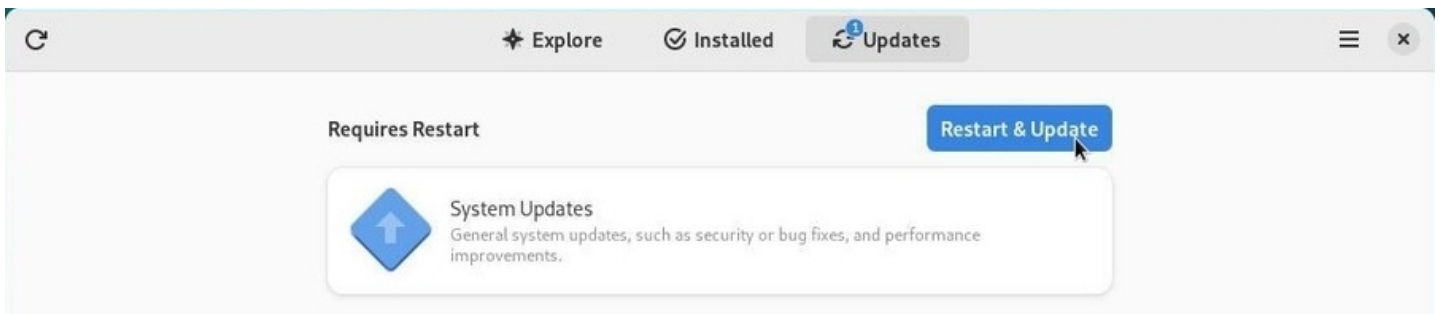 Explore Installed 1 Updates
Requires Restart Restart & Update
System Updates
General system updates, such as security or bug fixes, and performance
improvements.